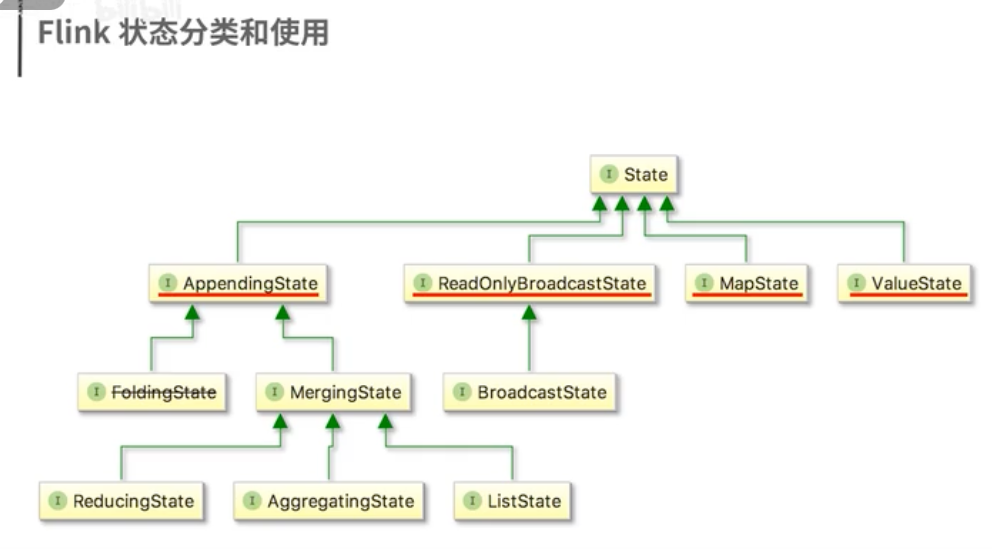 Flink 状态分类和使用
I State
I AppendingState
I ReadOnlyBroadcastState
I MapState
I ValueState
I FoldingState
I MergingState
I BroadcastState
I ReducingState
I AggregatingState
I ListState